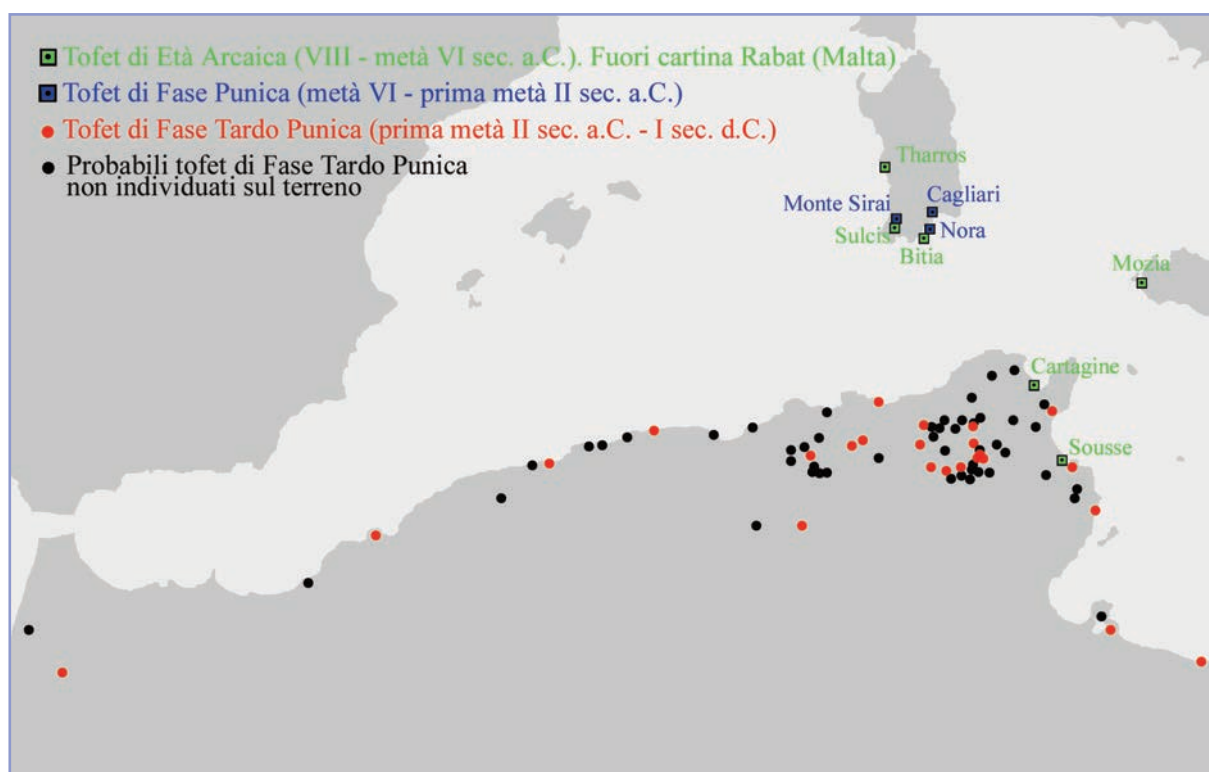 Tofet di Età Arcaica (VIII - metà VI sec. a.C.). Fuori cartina Rabat (Malta)
Tofet di Fase Punica (metà VI - prima metà II sec. a.C.)
Tofet di Fase Tardo Punica (prima metà II sec. a.C. - I sec. d.C.)
Probabili tofet di Fase Tardo Punica
non individuati sul terreno
Tharros
Cagliari
Monte Sirai
Nora
Sulcis
Bitia
Mozia
Cartagine
Sousse